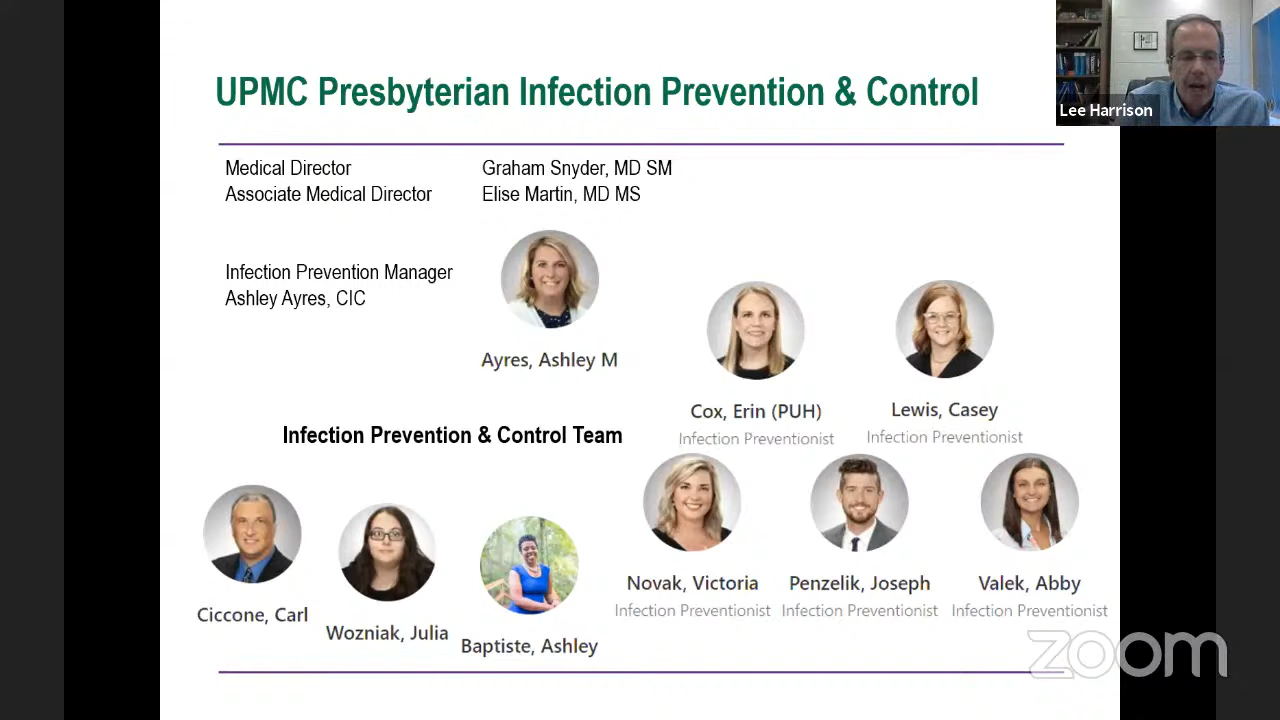 UPMC Presbyterian Infection Prevention & Control
Lee Harrison
Medical Director Graham Snyder, MD SM
Associate Medical Director Elise Martin, MD MS
Infection Prevention Manager
Ashley Ayres, CIC
Ayres, Ashley M
Cox, Erin (PUH)
Infection Preventionist
Lewis, Casey
Infection Preventionist
Infection Prevention & Control Team
Ciccone, Carl
Wozniak, Julia
Baptiste, Ashley
Novak, Victoria
Infection Preventionist
Penzelik, Joseph
Infection Preventionist
Valek, Abby
Infection Preventionist
zoom